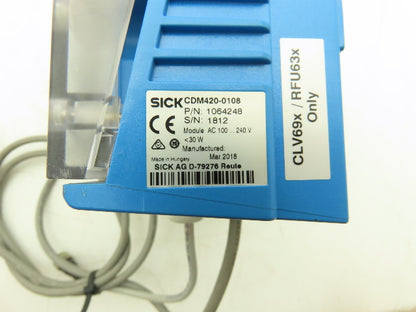 SICK CDM420-0108
P/N: 1064248
S/N: 1812
CE
Module AC 100 ... 240 V
<30 W
Manufactured:
Made in Hungary Mar 2018
SICK AG D-79276 Reute
CLV69x / RFU63x
Only